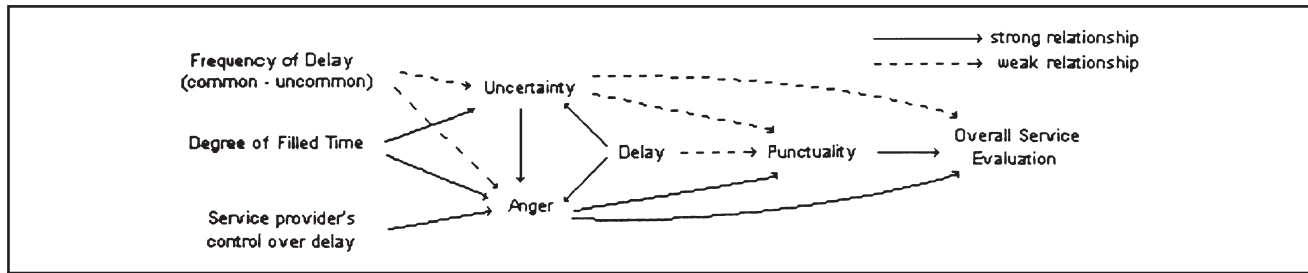 Frequency of Delay
(common - uncommon)
strong relationship
weak relationship
Uncertainty
Degree of Filled Time
Delay
Punctuality
Overall Service
Evaluation
Anger
Service provider's
control over delay